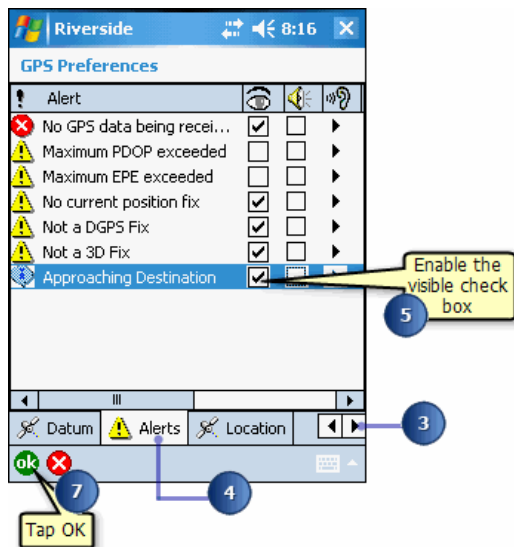 Riverside 8:16
GPS Preferences
! Alert
No GPS data being recei...
Maximum PDOP exceeded
Maximum EPE exceeded
No current position fix
Not a DGPS Fix
Not a 3D Fix
Approaching Destination
Enable the
visible check
box
5
Datum Alerts Location
3
ok
7
4
Tap OK